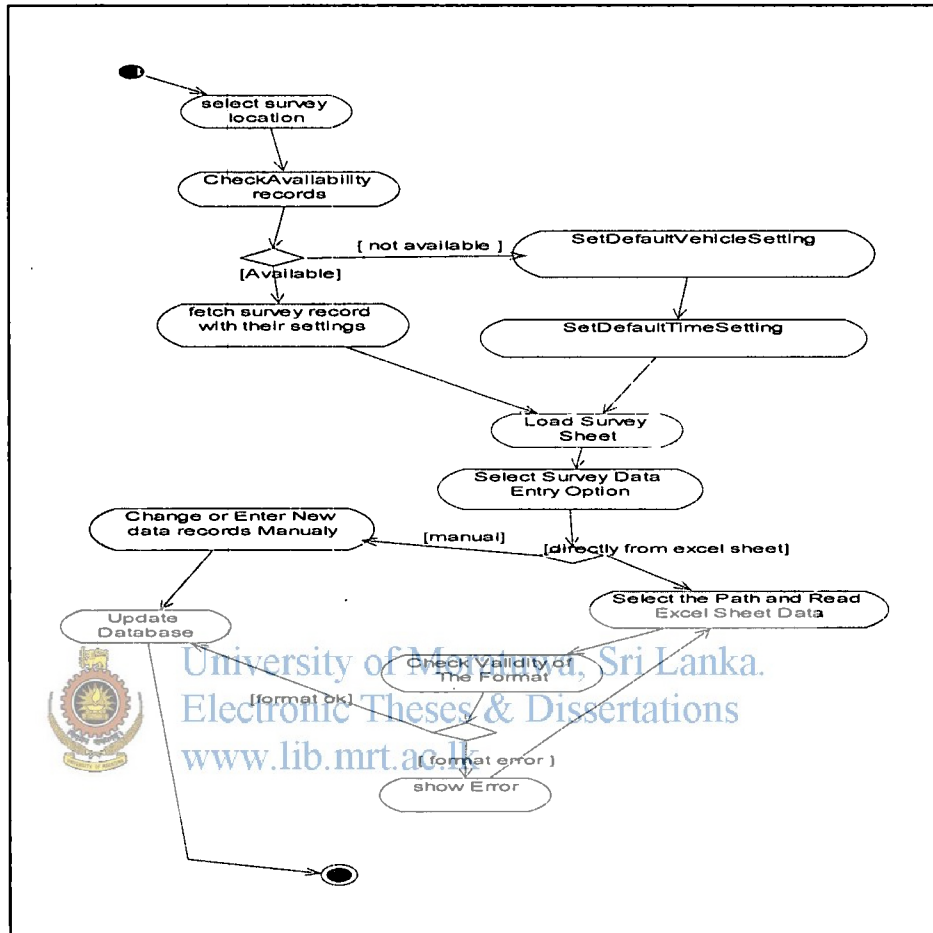 select survey
location
CheckAvailability
records
[ not available ]
SetDefaultVehicleSetting
[Available]
fetch survey record
with their settings
SetDefaultTimeSetting
Load Survey
Sheet
Select Survey Data
Entry Option
Change or Enter New
data records Manualy
[manual]
[directly from excel sheet]
Select the Path and Read
Excel Sheet Data
Update
Database
University of Moratuwa, Sri Lanka.
Electronic Theses & Dissertations
www.lib.mrt.ac.lk
Check Validity of
The Format
[format ok]
[ format error ]
show Error